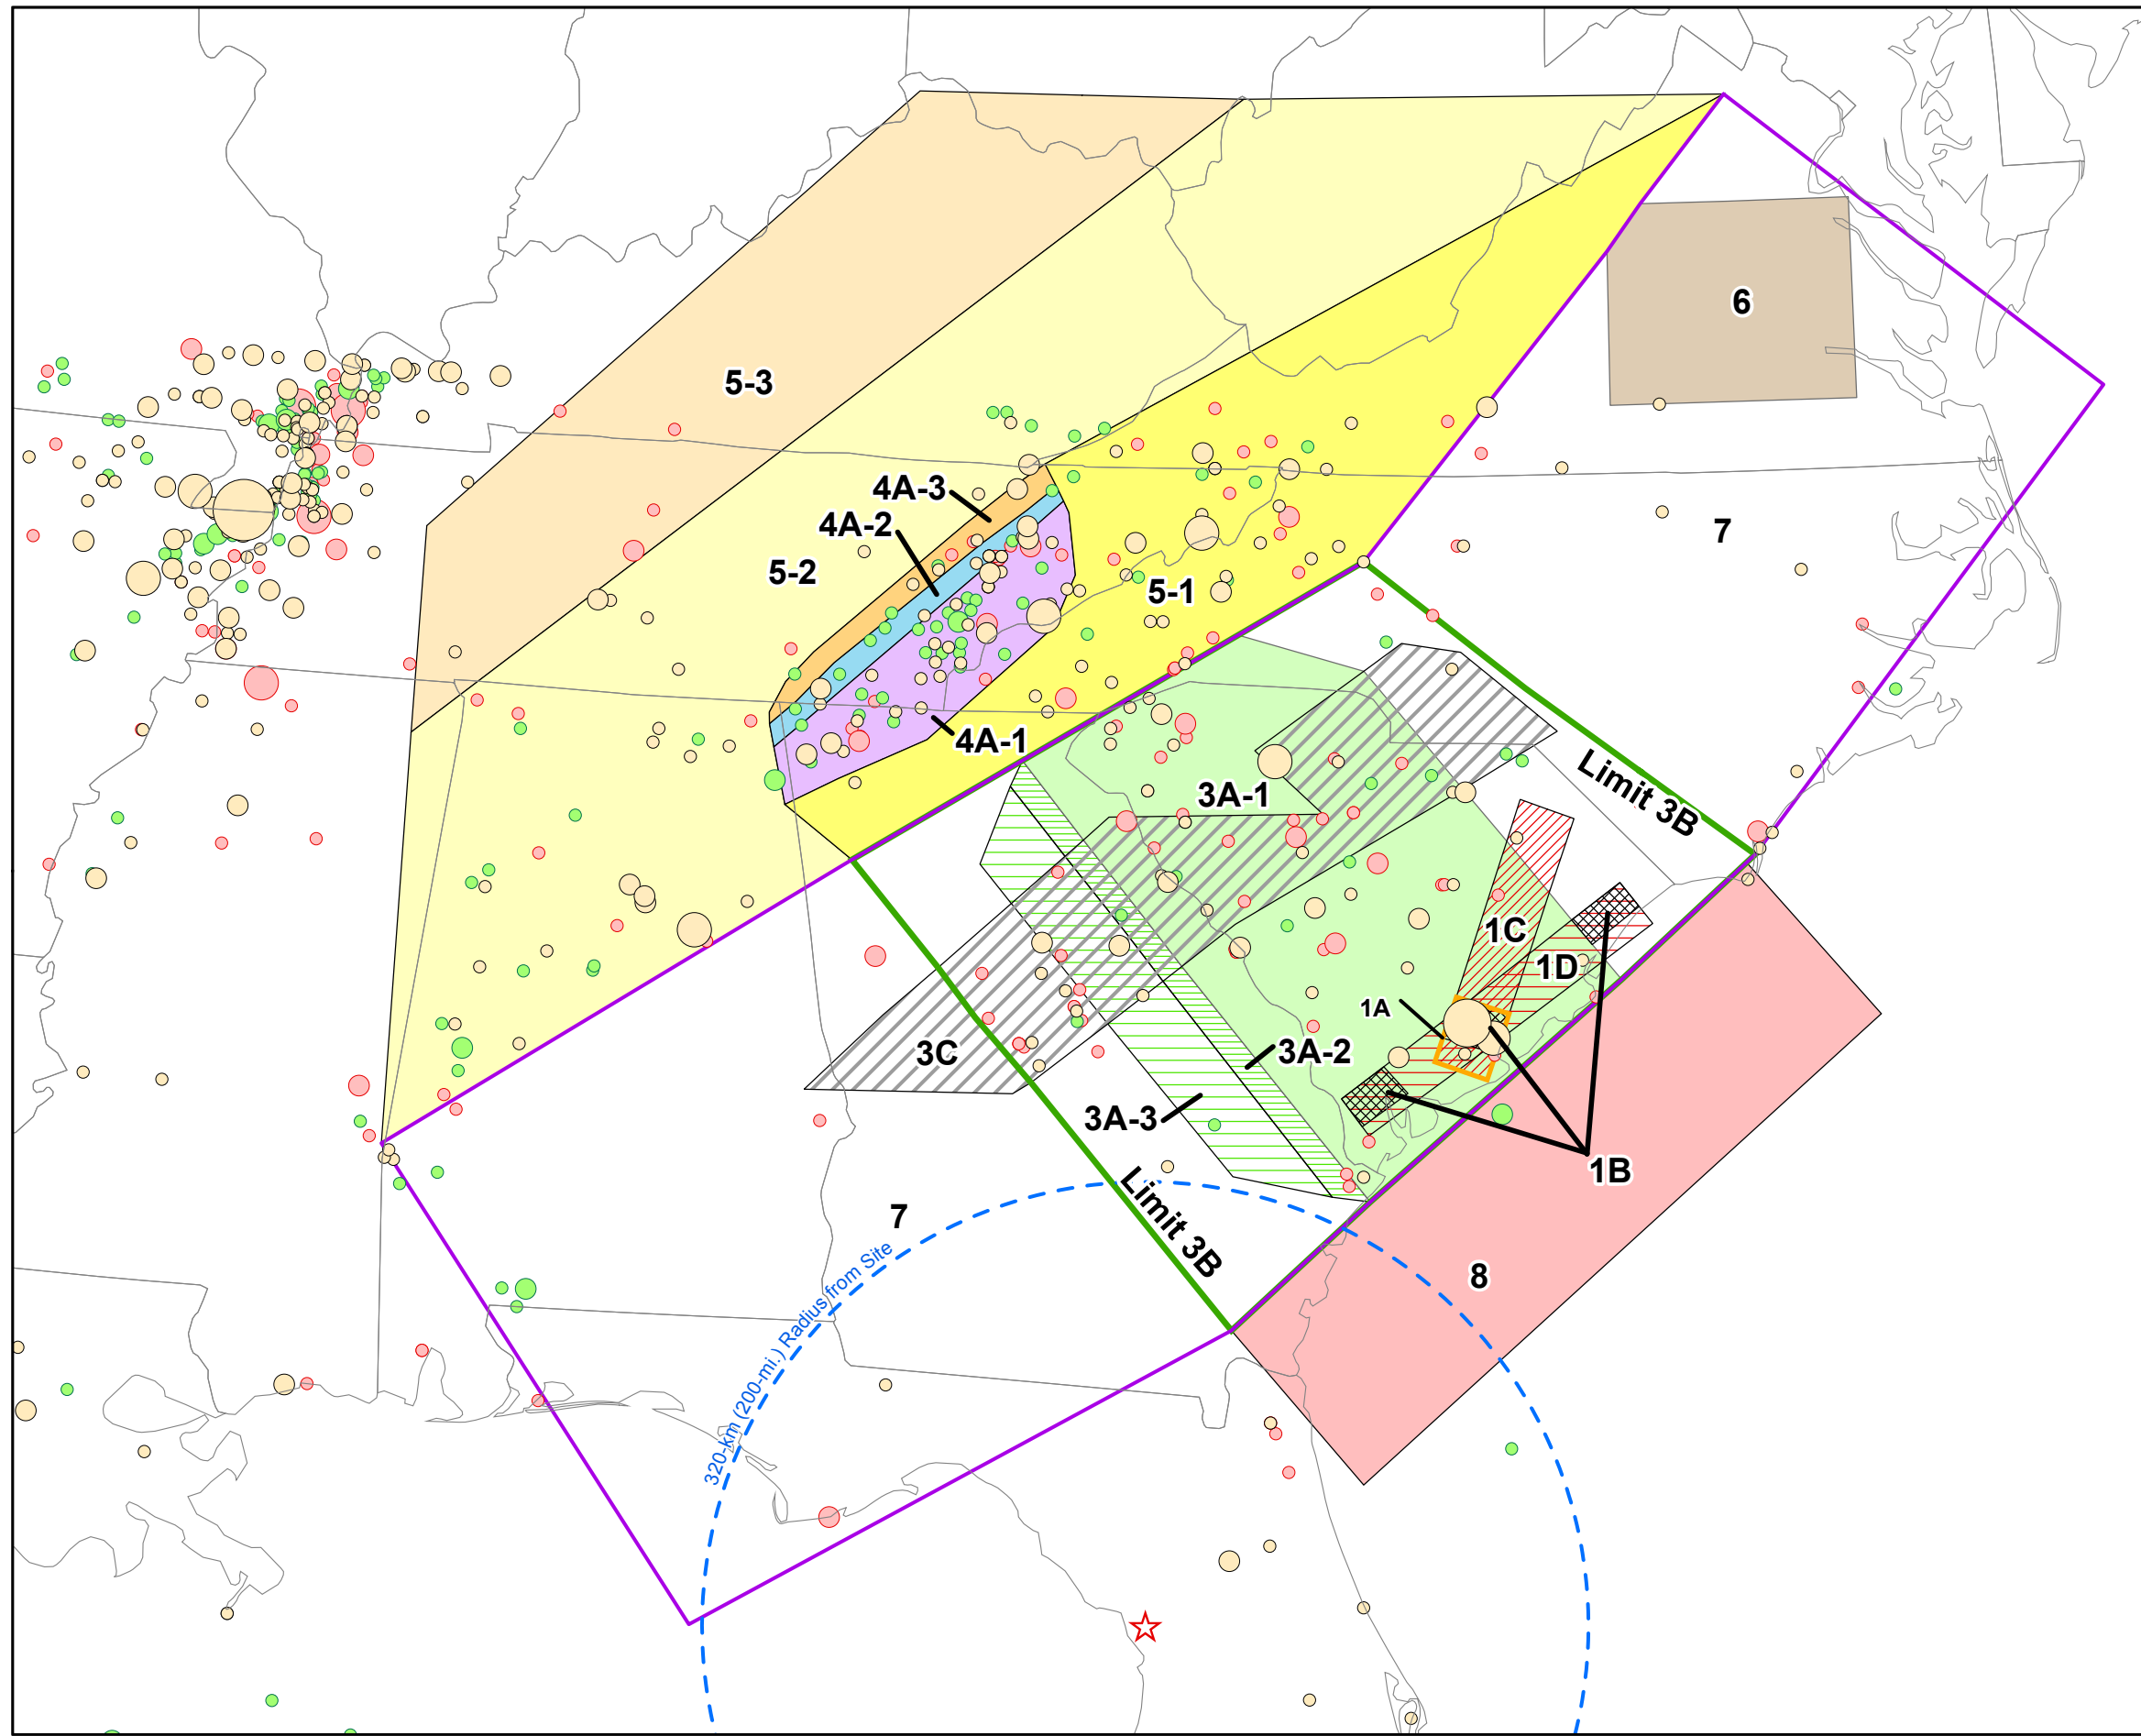 6
5-3
4A-3
4A-2
7
5-2
5-1
4A-1
3A-1
Limit 3B
1C
1D
1A
3C
3A-2
3A-3
1B
7
Limit 3B
8
320-km (200-mi.) Radius from Site